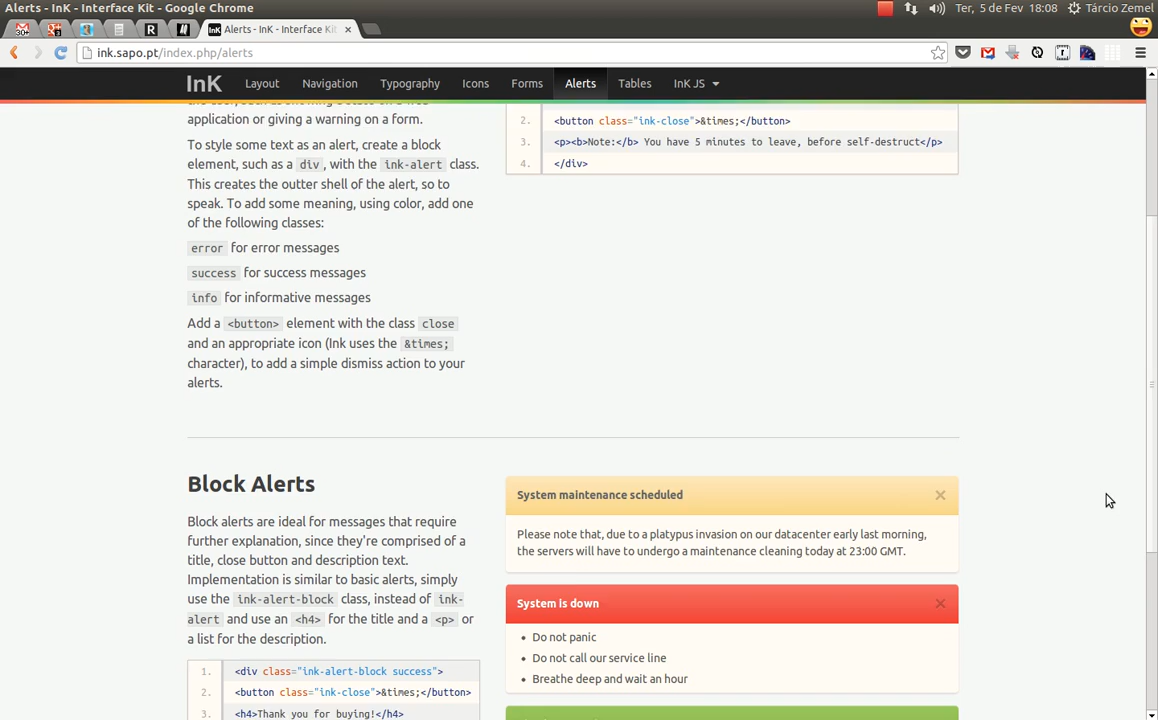 Alerts - InK - Interface Kit - Google Chrome
Ter, 5 de Fev 18:08 Tárcio Zemel
30+
R
InK Alerts - InK - Interface Kit ×
ink.sapo.pt/index.php/alerts
InK Layout Navigation Typography Icons Forms Alerts Tables InK JS
application or giving a warning on a form.
To style some text as an alert, create a block
element, such as a div, with the ink-alert class.
This creates the outter shell of the alert, so to
speak. To add some meaning, using color, add one
of the following classes:
error for error messages
success for success messages
info for informative messages
Add a <button> element with the class close
and an appropriate icon (Ink uses the &times;
character), to add a simple dismiss action to your
alerts.
2. <button class="ink-close">&times;</button>
3. <p><b>Note:</b> You have 5 minutes to leave, before self-destruct</p>
4. </div>
Block Alerts
Block alerts are ideal for messages that require
further explanation, since they're comprised of a
title, close button and description text.
Implementation is similar to basic alerts, simply
use the ink-alert-block class, instead of ink-
alert and use an <h4> for the title and a <p> or
a list for the description.
1. <div class="ink-alert-block success">
2. <button class="ink-close">&times;</button>
3. <h4>Thank you for buying!</h4>
System maintenance scheduled ×
Please note that, due to a platypus invasion on our datacenter early last morning,
the servers will have to undergo a maintenance cleaning today at 23:00 GMT.
System is down ×
• Do not panic
• Do not call our service line
• Breathe deep and wait an hour